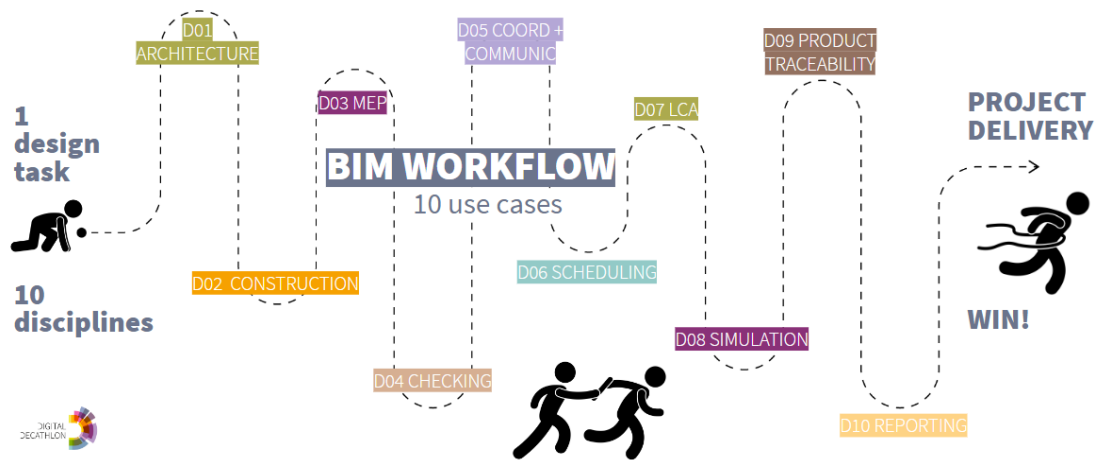 1
design
task
10
disciplines
D01
ARCHITECTURE
D02 CONSTRUCTION
D03 MEP
D04 CHECKING
D05 COORD +
COMMUNIC
BIM WORKFLOW
10 use cases
D06 SCHEDULING
D07 LCA
D08 SIMULATION
D09 PRODUCT
TRACEABILITY
D10 REPORTING
PROJECT
DELIVERY
WIN!
DIGITAL
DECATHLON